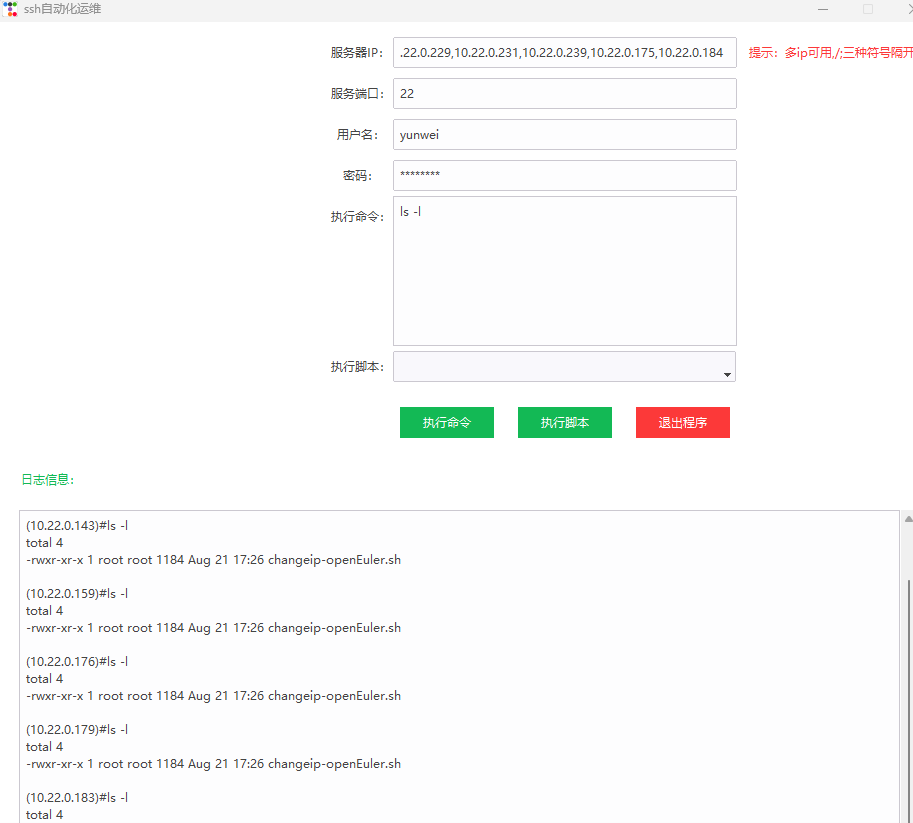 ssh自动化运维
服务器IP: .22.0.229,10.22.0.231,10.22.0.239,10.22.0.175,10.22.0.184 提示：多ip可用,/;三种符号隔开
服务端口: 22
用户名: yunwei
密码: ********
执行命令: ls -l
执行脚本:
执行命令 执行脚本 退出程序
日志信息:
(10.22.0.143)#ls -l
total 4
-rwxr-xr-x 1 root root 1184 Aug 21 17:26 changeip-openEuler.sh
(10.22.0.159)#ls -l
total 4
-rwxr-xr-x 1 root root 1184 Aug 21 17:26 changeip-openEuler.sh
(10.22.0.176)#ls -l
total 4
-rwxr-xr-x 1 root root 1184 Aug 21 17:26 changeip-openEuler.sh
(10.22.0.179)#ls -l
total 4
-rwxr-xr-x 1 root root 1184 Aug 21 17:26 changeip-openEuler.sh
(10.22.0.183)#ls -l
total 4